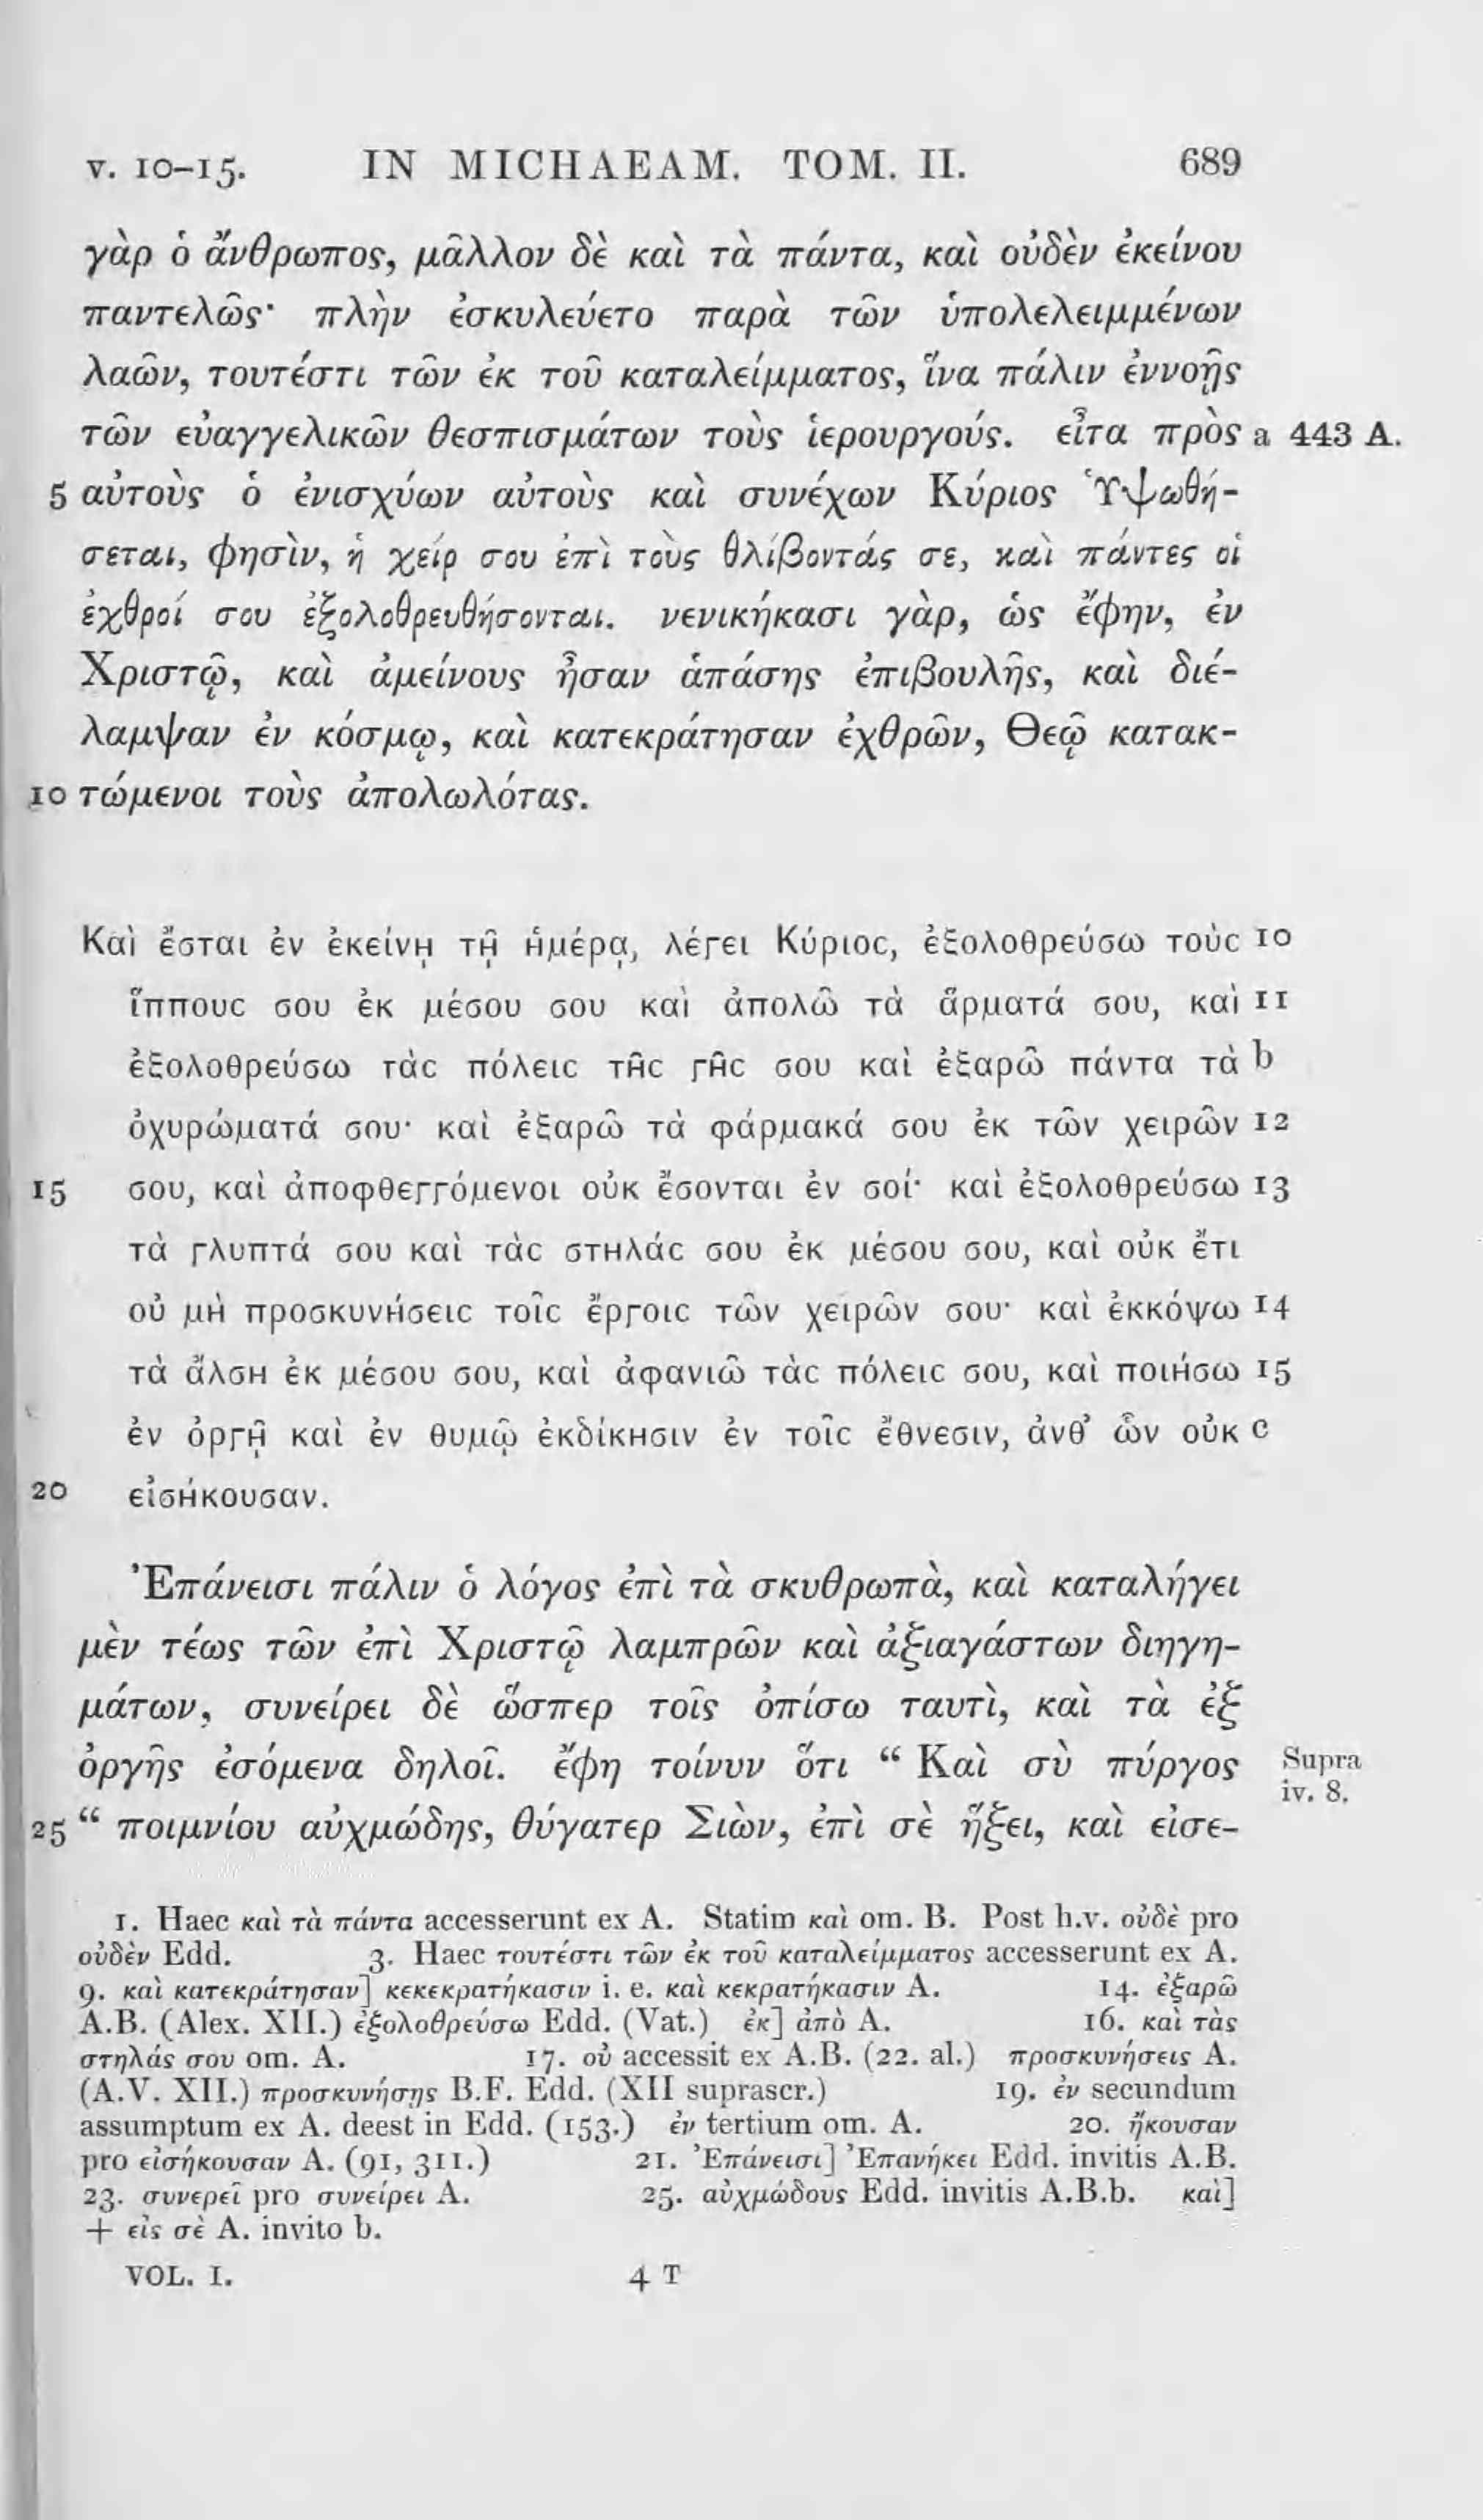 v. 10-15. IN MICHAEAM. TOM. II. 689
γὰρ ὁ ἄνθρωπος, μᾶλλον δὲ καὶ τὰ πάντα, καὶ οὐδὲν ἐκείνου
παντελῶς· πλὴν ἐσκυλεύετο παρὰ τῶν ὑπολελειμμένων
λαῶν, τουτέστι τῶν ἐκ τοῦ καταλείμματος, ἵνα πάλιν ἐννοῇς
τῶν εὐαγγελικῶν θεσπισμάτων τοὺς ἱερουργούς. εἶτα πρὸς a 443 A.
5 αὐτοὺς ὁ ἐνισχύων αὐτοὺς καὶ συνέχων Κύριος Ὑψωθή-
σεται, φησὶν, ἡ χείρ σου ἐπὶ τοὺς θλίβοντάς σε, καὶ πάντες οἱ
ἐχθροί σου ἐξολοθρευθήσονται. νενικήκασι γὰρ, ὡς ἔφην, ἐν
Χριστῷ, καὶ ἀμείνους ἦσαν ἁπάσης ἐπιβουλῆς, καὶ διέ-
λαμψαν ἐν κόσμῳ, καὶ κατεκράτησαν ἐχθρῶν, Θεῷ κατακ-
10 τώμενοι τοὺς ἀπολωλότας.
Καὶ ἔσται ἐν ἐκείνῃ τῇ ἡμέρᾳ, λέγει Κύριος, ἐξολοθρεύσω τοὺς 10
ἵππους σου ἐκ μέσου σου καὶ ἀπολῶ τὰ ἅρματά σου, καὶ 11
ἐξολοθρεύσω τὰς πόλεις τῆς γῆς σου καὶ ἐξαρῶ πάντα τὰ b
ὀχυρώματά σου· καὶ ἐξαρῶ τὰ φάρμακά σου ἐκ τῶν χειρῶν 12
15 σου, καὶ ἀποφθεγγόμενοι οὐκ ἔσονται ἐν σοί· καὶ ἐξολοθρεύσω 13
τὰ γλυπτά σου καὶ τὰς στηλάς σου ἐκ μέσου σου, καὶ οὐκ ἔτι
οὐ μὴ προσκυνήσεις τοῖς ἔργοις τῶν χειρῶν σου· καὶ ἐκκόψω 14
τὰ ἄλση ἐκ μέσου σου, καὶ ἀφανιῶ τὰς πόλεις σου, καὶ ποιήσω 15
ἐν ὀργῇ καὶ ἐν θυμῷ ἐκδίκησιν ἐν τοῖς ἔθνεσιν, ἀνθ’ ὧν οὐκ c
20 εἰσήκουσαν.
Ἐπάνεισι πάλιν ὁ λόγος ἐπὶ τὰ σκυθρωπὰ, καὶ καταλήγει
μὲν τέως τῶν ἐπὶ Χριστῷ λαμπρῶν καὶ ἀξιαγάστων διηγη-
μάτων, συνείρει δὲ ὥσπερ τοῖς ὀπίσω ταυτὶ, καὶ τὰ ἐξ
ὀργῆς ἐσόμενα δηλοῖ. ἔφη τοίνυν ὅτι “ Καὶ σὺ πύργος Supra iv. 8.
25 “ ποιμνίου αὐχμώδης, θύγατερ Σιὼν, ἐπὶ σὲ ἥξει, καὶ εἰσε-
1. Haec καὶ τὰ πάντα accesserunt ex A. Statim καὶ om. B. Post h.v. οὐδὲ pro
οὐδὲν Edd. 3. Haec τουτέστι τῶν ἐκ τοῦ καταλείμματος accesserunt ex A.
9. καὶ κατεκράτησαν] κεκεκρατήκασιν i. e. καὶ κεκρατήκασιν A. 14. ἐξαρῶ
A.B. (Alex. XII.) ἐξολοθρεύσω Edd. (Vat.) ἐκ] ἀπὸ A. 16. καὶ τὰς
στηλάς σου om. A. 17. οὐ accessit ex A.B. (22. al.) προσκυνήσεις A.
(A.V. XII.) προσκυνήσῃς B.F. Edd. (XII suprascr.) 19. ἐν secundum
assumptum ex A. deest in Edd. (153.) ἐν tertium om. A. 20. ἤκουσαν
pro εἰσήκουσαν A. (91, 311.) 21. Ἐπάνεισι] Ἐπανήκει Edd. invitis A.B.
23. συνερεῖ pro συνείρει A. 25. αὐχμώδους Edd. invitis A.B.b. καὶ]
+ εἰς σὲ A. invito b.
VOL. I. 4 T